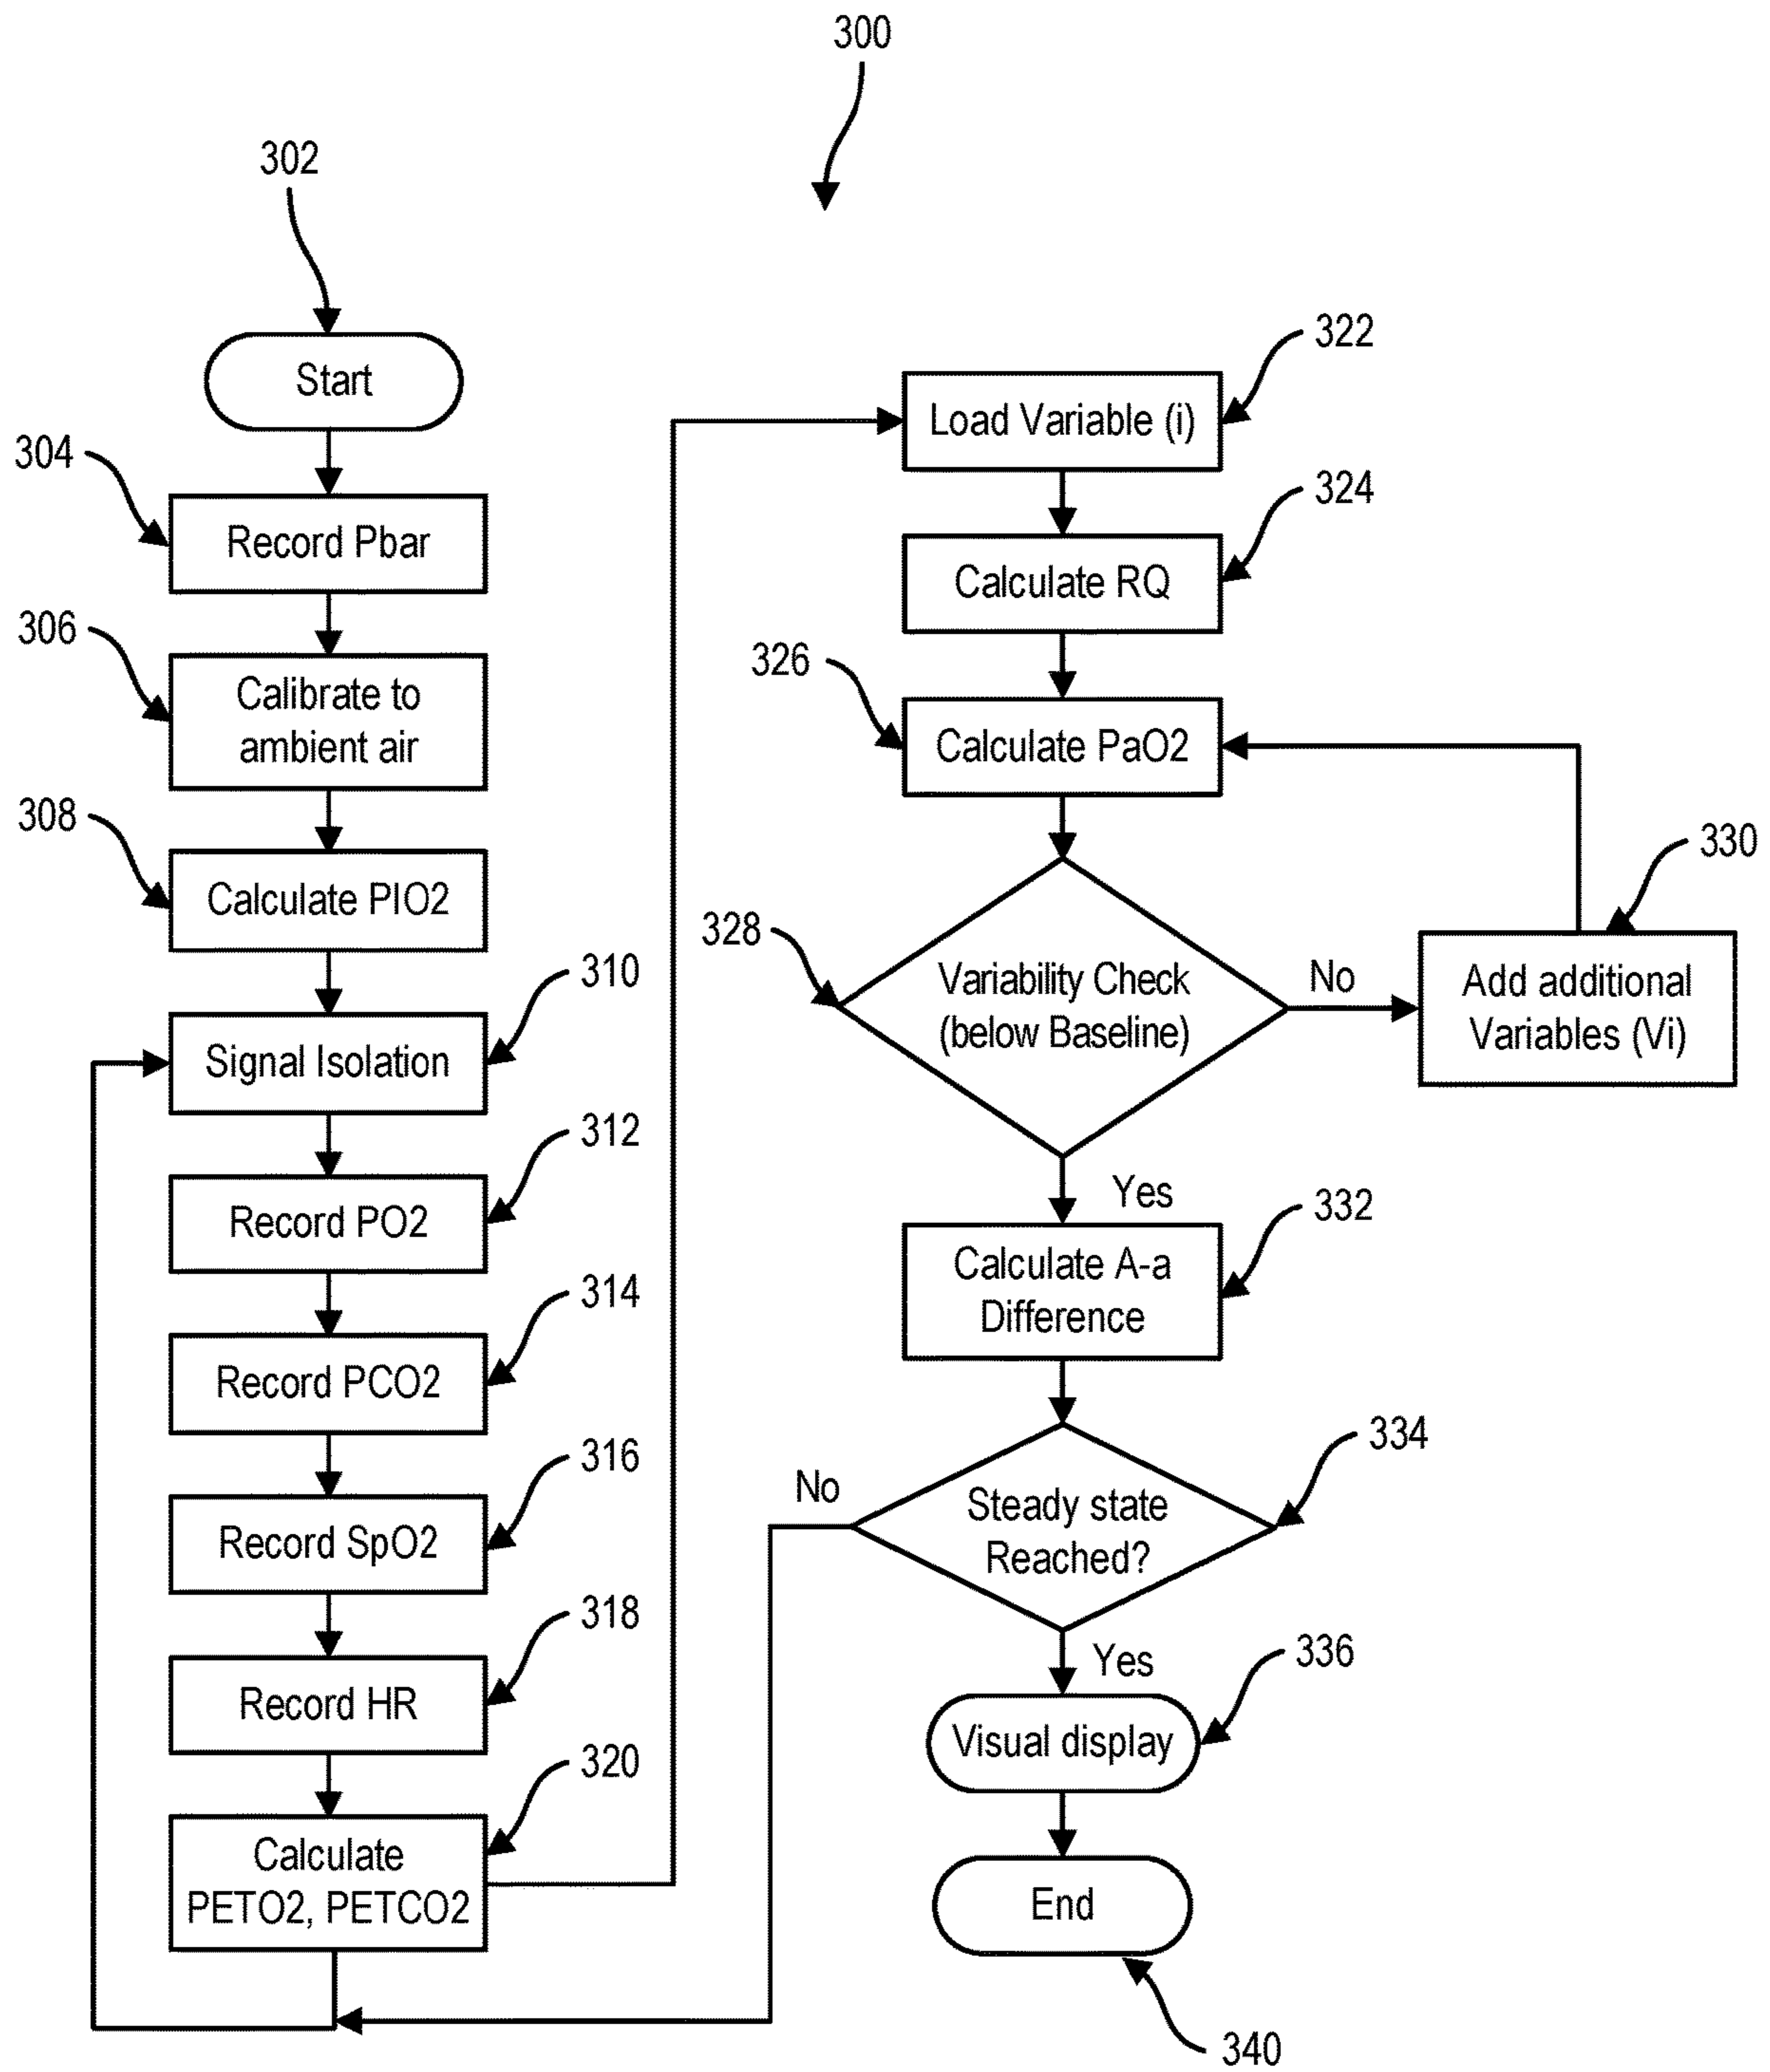 300
302
Start
304
Record Pbar
306
Calibrate to
ambient air
308
Calculate PIO2
310
Signal Isolation
312
Record PO2
314
Record PCO2
316
Record SpO2
318
Record HR
320
Calculate
PETO2, PETCO2
322
Load Variable (i)
324
Calculate RQ
326
Calculate PaO2
328
Variability Check
(below Baseline)
No
330
Add additional
Variables (Vi)
Yes
332
Calculate A-a
Difference
334
No
Steady state
Reached?
Yes
336
Visual display
End
340